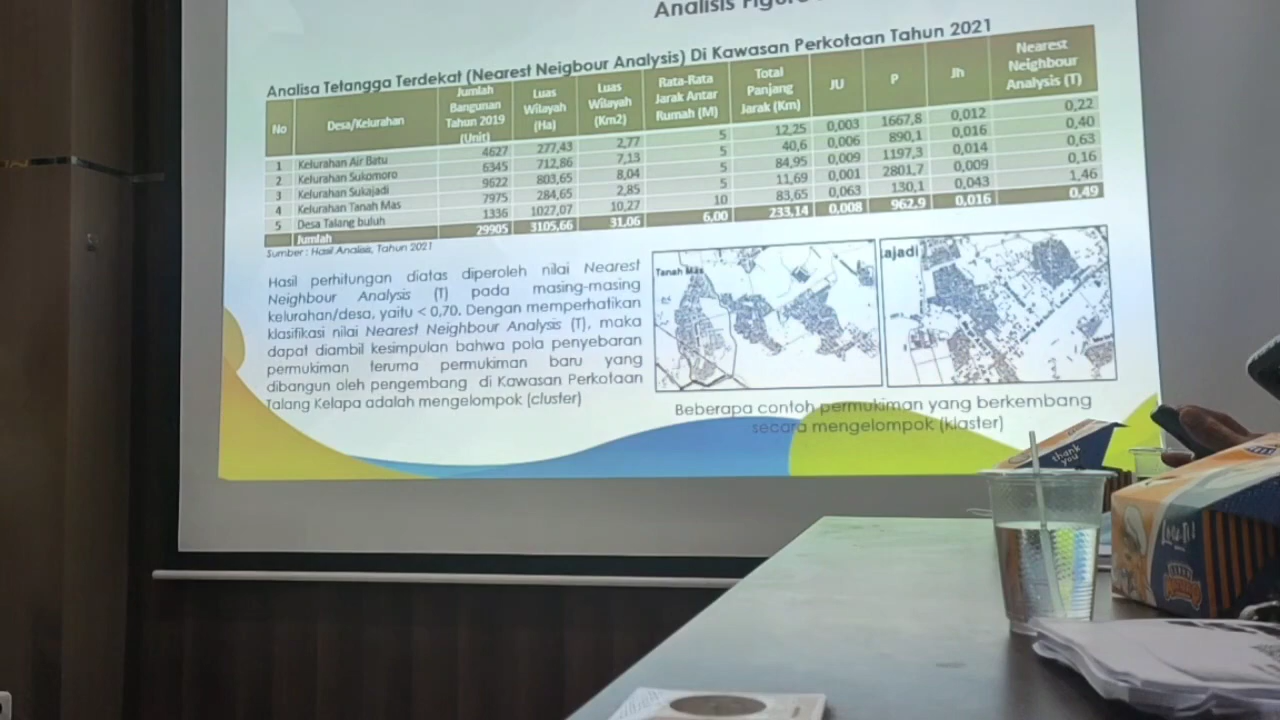 Analisis Figure
Analisa Tetangga Terdekat (Nearest Neigbour Analysis) Di Kawasan Perkotaan Tahun 2021
No Desa/Kelurahan Jumlah Bangunan Tahun 2019 (Unit) Luas Wilayah (Ha) Luas Wilayah (Km2) Rata-Rata Jarak Antar Rumah (M) Total Panjang Jarak (Km) JU P Jh Nearest Neighbour Analysis (T)
1 Kelurahan Air Batu 4627 277,43 2,77 5 12,25 0,003 1667,8 0,012 0,22
2 Kelurahan Sukomoro 6345 712,86 7,13 5 40,6 0,006 890,1 0,016 0,40
3 Kelurahan Sukajadi 9622 803,65 8,04 5 84,95 0,009 1197,3 0,014 0,63
4 Kelurahan Tanah Mas 7975 284,65 2,85 5 11,69 0,001 2801,7 0,009 0,16
5 Desa Talang buluh 1336 1027,07 10,27 10 83,65 0,063 130,1 0,043 1,46
Jumlah 29905 3105,66 31,06 6,00 233,14 0,008 962,9 0,016 0,49
Sumber : Hasil Analisis, Tahun 2021
Hasil perhitungan diatas diperoleh nilai Nearest
Neighbour Analysis (T) pada masing-masing
kelurahan/desa, yaitu < 0,70. Dengan memperhatikan
klasifikasi nilai Nearest Neighbour Analysis (T), maka
dapat diambil kesimpulan bahwa pola penyebaran
permukiman teruma permukiman baru yang
dibangun oleh pengembang di Kawasan Perkotaan
Talang Kelapa adalah mengelompok (cluster)
Tanah Mas
kajadi
Beberapa contoh permukiman yang berkembang
secara mengelompok (klaster)
thank
you